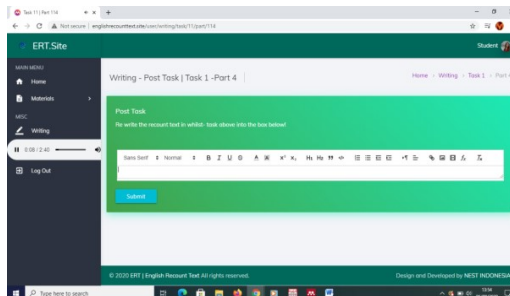 Task 11 | Part 114
Not secure | englishrecounttext.site/user/writing/task/11/part/114
ERT.Site
Student
MAIN MENU
Home
Materials
MISC
Writing
0:08 / 2:40
Log Out
Writing - Post Task | Task 1 -Part 4
Home
Writing
Task 1
Part 4
Post Task
Re write the recount text in whilst- task above into the box below!
Sans Serif
Normal
B I U S
Submit
© 2020 ERT | English Recount Text All rights reserved.
Design and Developed by NEST INDONESIA
Type here to search